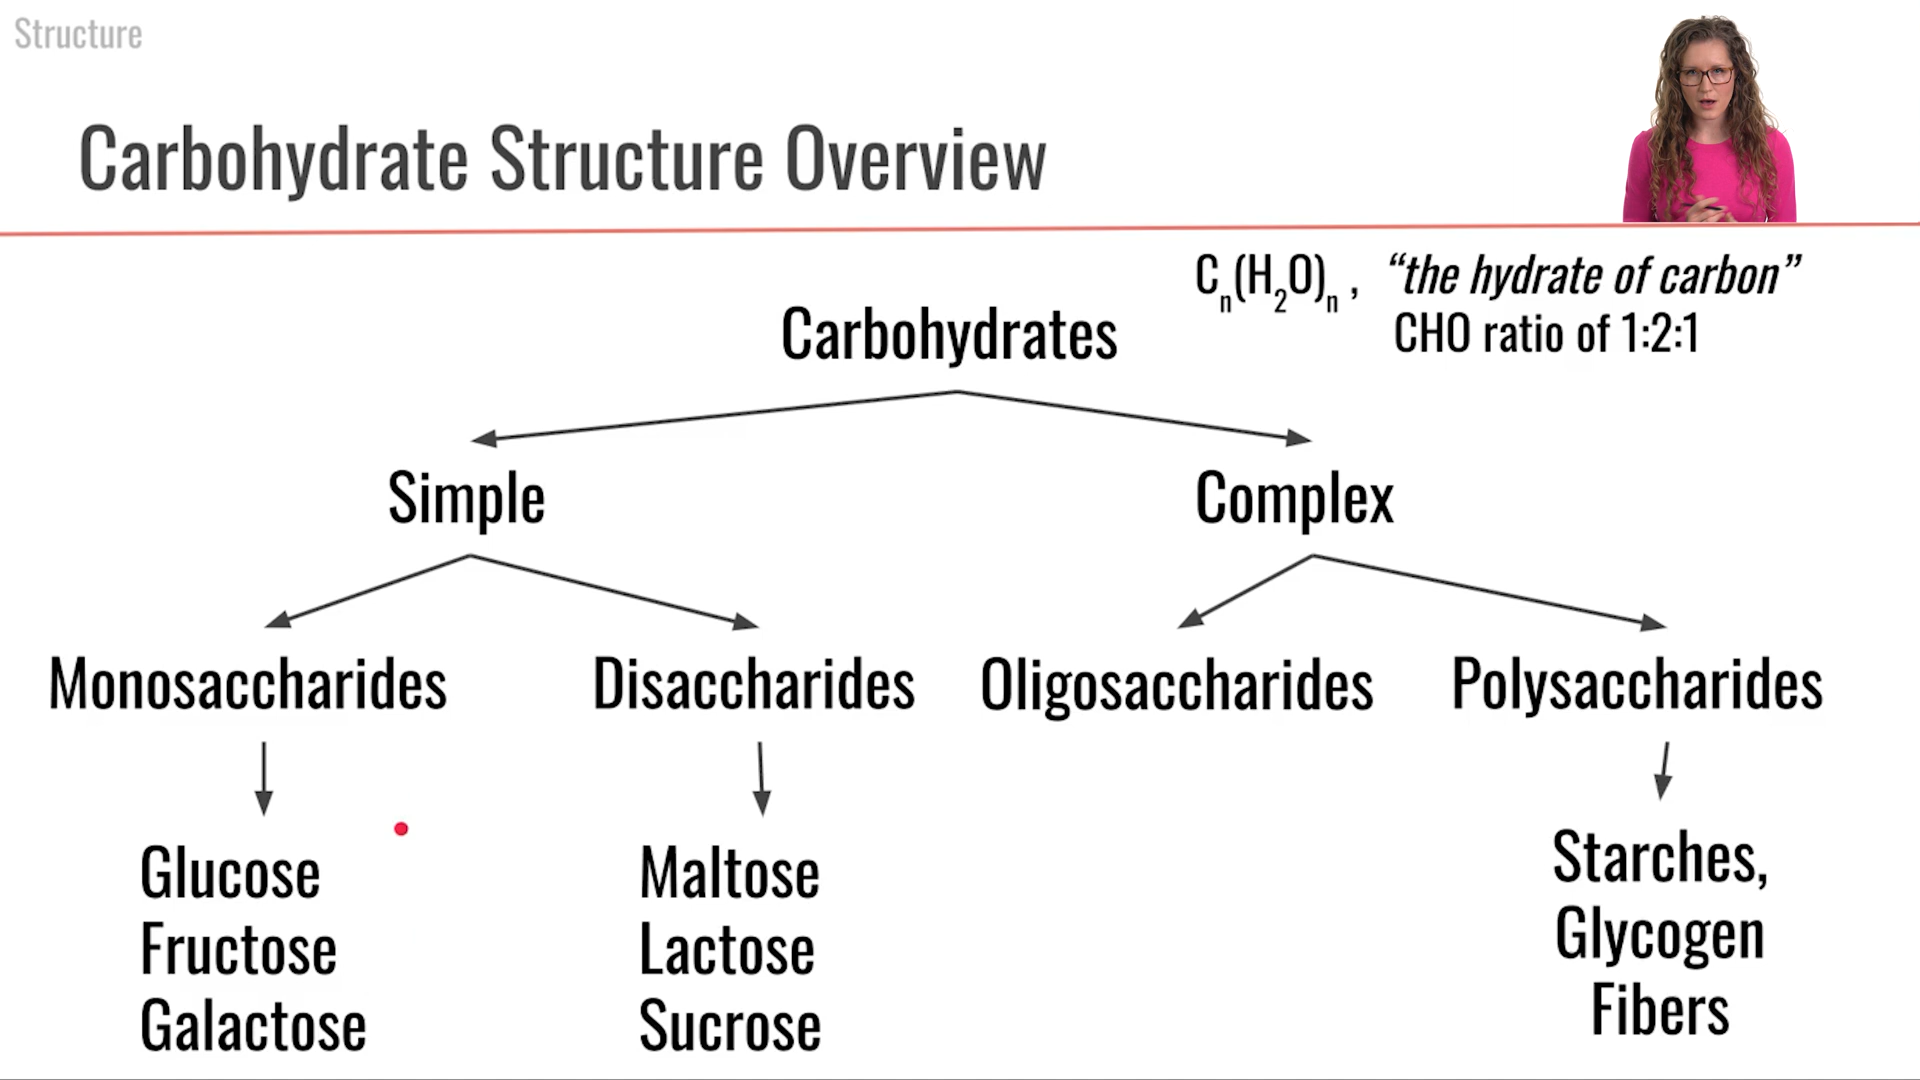 Structure
Carbohydrate Structure Overview
Cn(H2O)n , “the hydrate of carbon”
CHO ratio of 1:2:1
Carbohydrates
Simple
Complex
Monosaccharides
Disaccharides
Oligosaccharides
Polysaccharides
Glucose
Fructose
Galactose
Maltose
Lactose
Sucrose
Starches,
Glycogen
Fibers